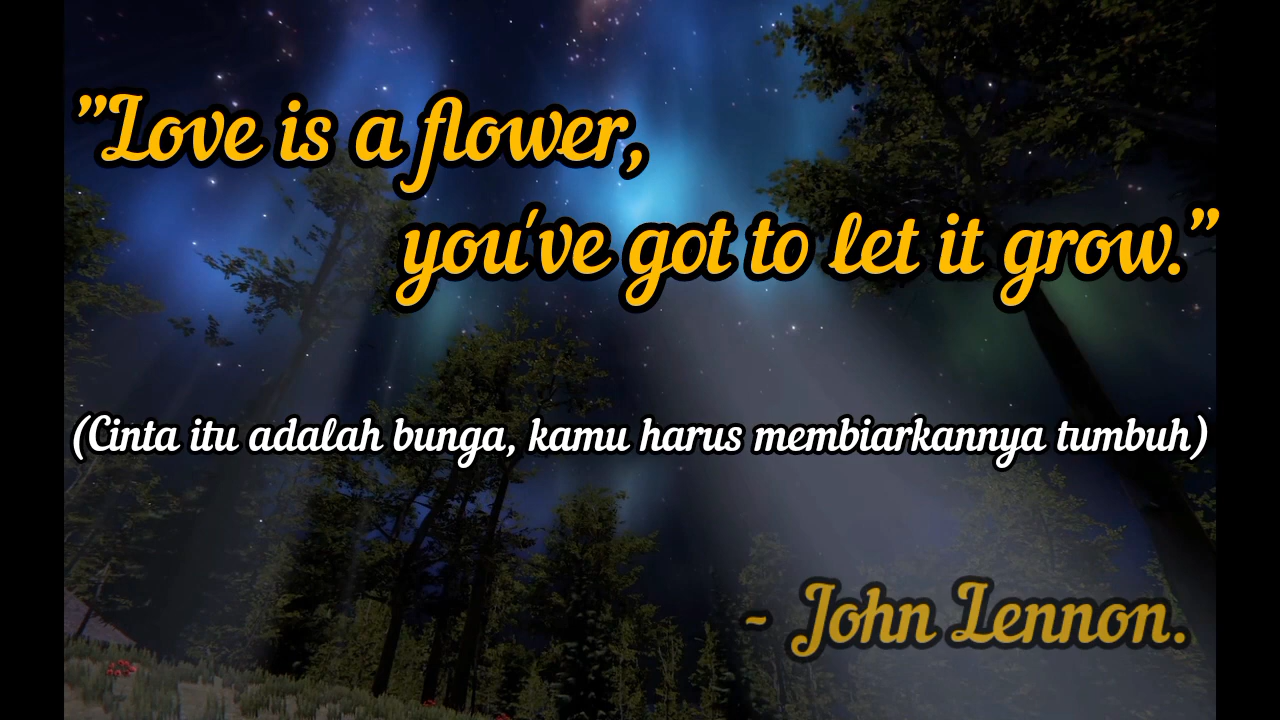 "Love is a flower,
you've got to let it grow."
(Cinta itu adalah bunga, kamu harus membiarkannya tumbuh)
- John Lennon.